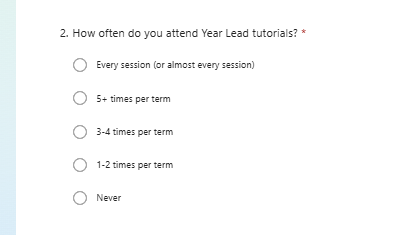 2. How often do you attend Year Lead tutorials? *
Every session (or almost every session)
5+ times per term
3-4 times per term
1-2 times per term
Never